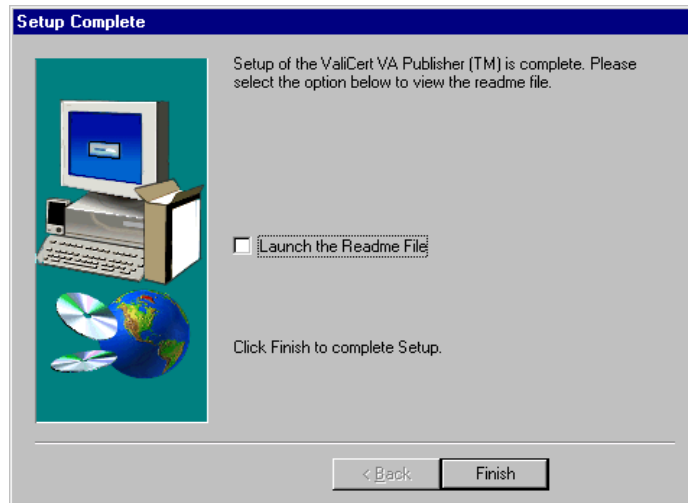 Setup Complete
Setup of the ValiCert VA Publisher (TM) is complete. Please
select the option below to view the readme file.
Launch the Readme File
Click Finish to complete Setup.
< Back
Finish